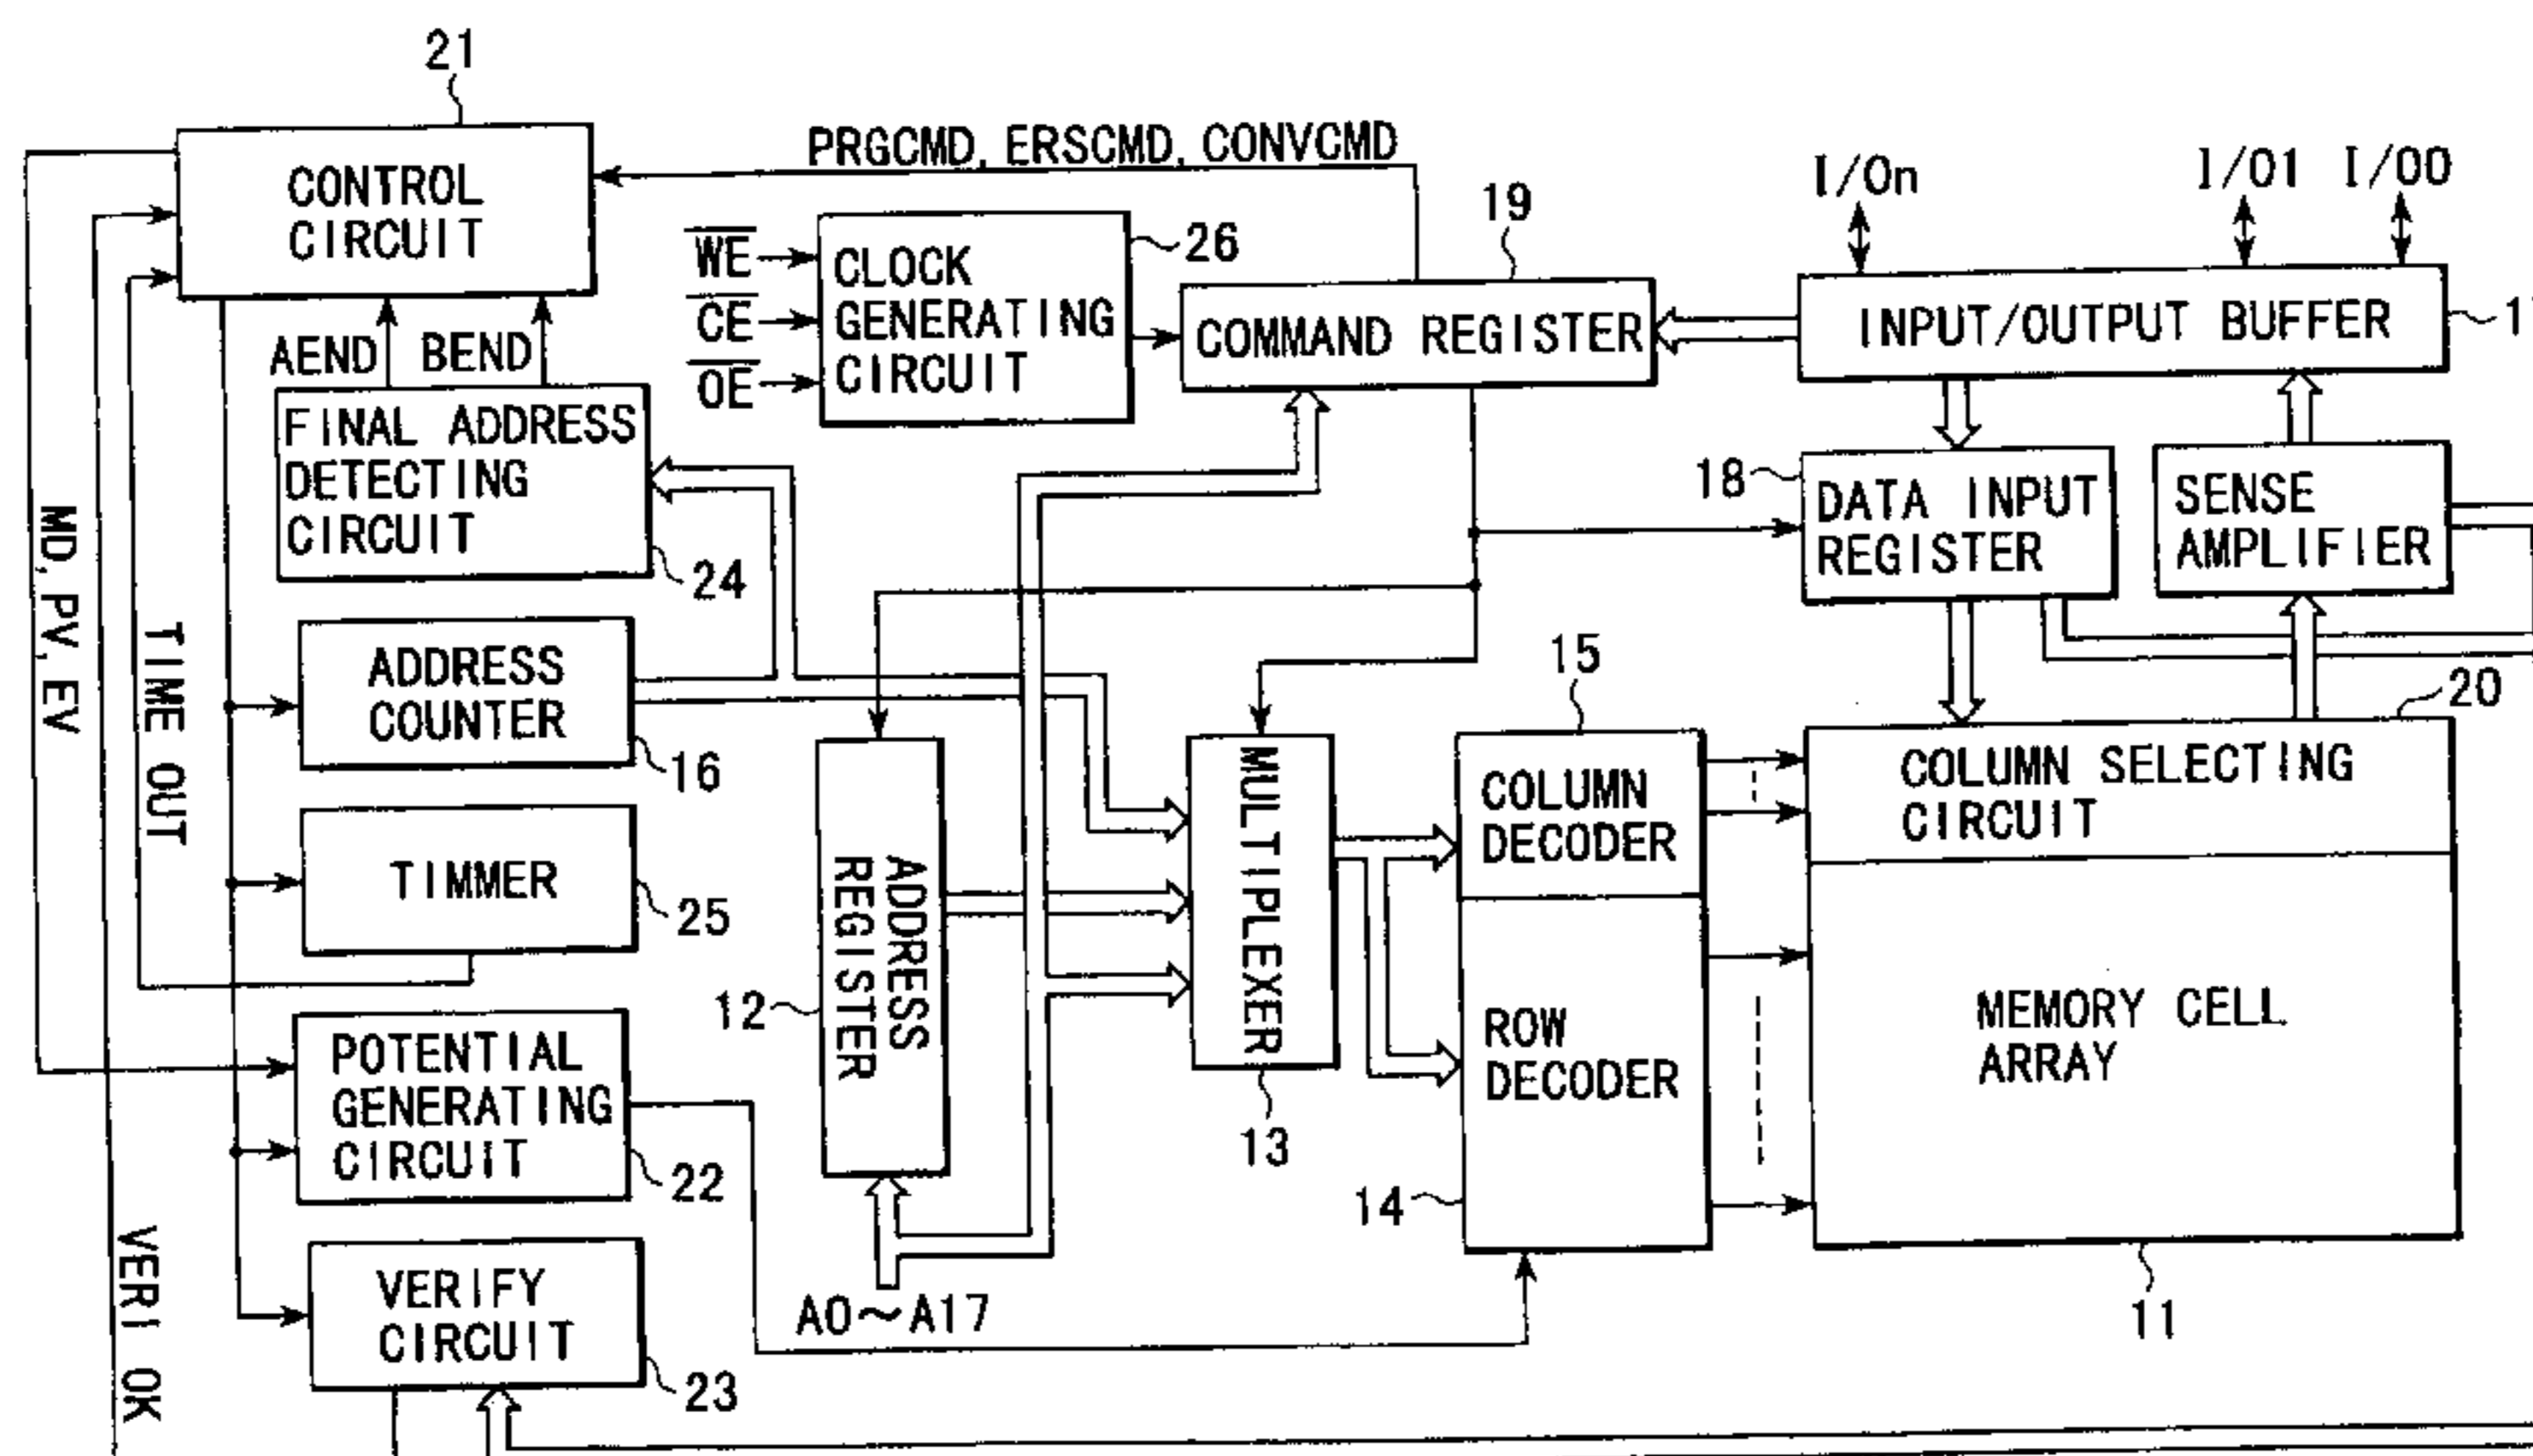 21
CONTROL
CIRCUIT
PRGCMD, ERSCMD, CONVCMD
I/On
I/O1
I/O0
WE
CE
OE
CLOCK
GENERATING
CIRCUIT
26
19
COMMAND REGISTER
INPUT/OUTPUT BUFFER
AEND
BEND
FINAL ADDRESS
DETECTING
CIRCUIT
24
18
DATA INPUT
REGISTER
SENSE
AMPLIFIER
MD, PV, EV
TIME OUT
VERI OK
ADDRESS
COUNTER
16
TIMMER
25
POTENTIAL
GENERATING
CIRCUIT
22
VERIFY
CIRCUIT
23
ADDRESS
REGISTER
12
A0~A17
MULTIPLEXER
13
15
COLUMN
DECODER
ROW
DECODER
14
20
COLUMN SELECTING
CIRCUIT
MEMORY CELL
ARRAY
11